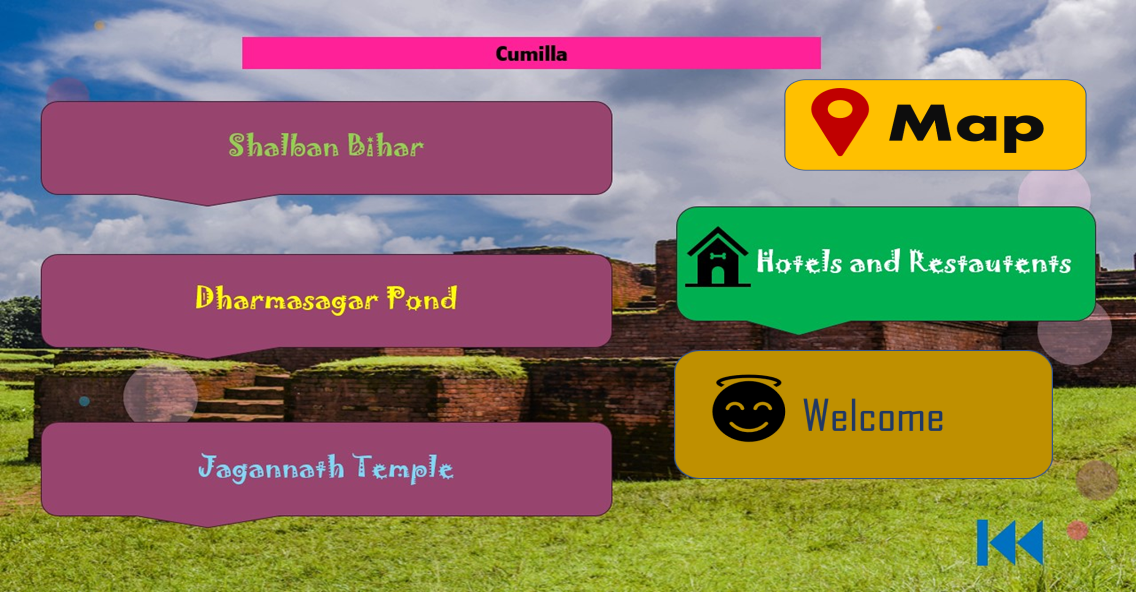 Cumilla
Shalban Bihar
Dharmasagar Pond
Jagannath Temple
Map
Hotels and Restautents
Welcome